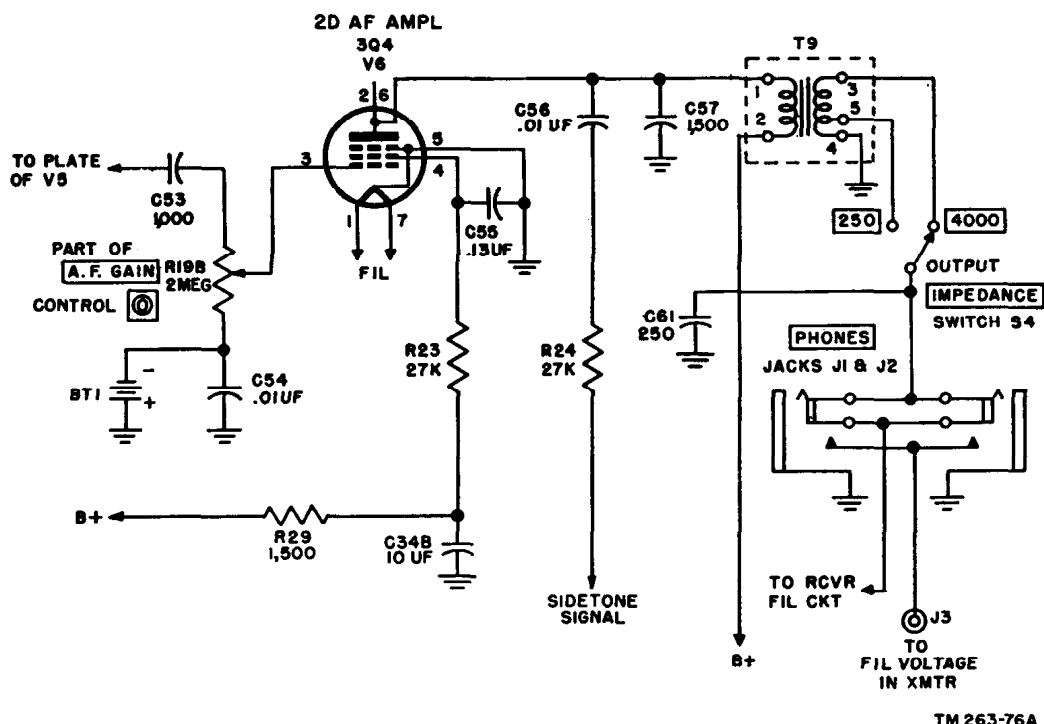 2D AF AMPL
3Q4
V6
2 6
3
5
4
1
7
FIL
TO PLATE
OF V5
C53
1,000
PART OF
A.F. GAIN
CONTROL
R19B
2MEG
BT1
-
+
C54
.01UF
C55
.13UF
R23
27K
B+
R29
1,500
C34B
10 UF
C56
.01 UF
R24
27K
SIDETONE
SIGNAL
C57
1,500
T9
1
2
3
5
4
B+
250
4000
OUTPUT
IMPEDANCE
SWITCH S4
C61
250
PHONES
JACKS J1 & J2
TO RCVR
FIL CKT
J3
TO
FIL VOLTAGE
IN XMTR
TM 263-76A